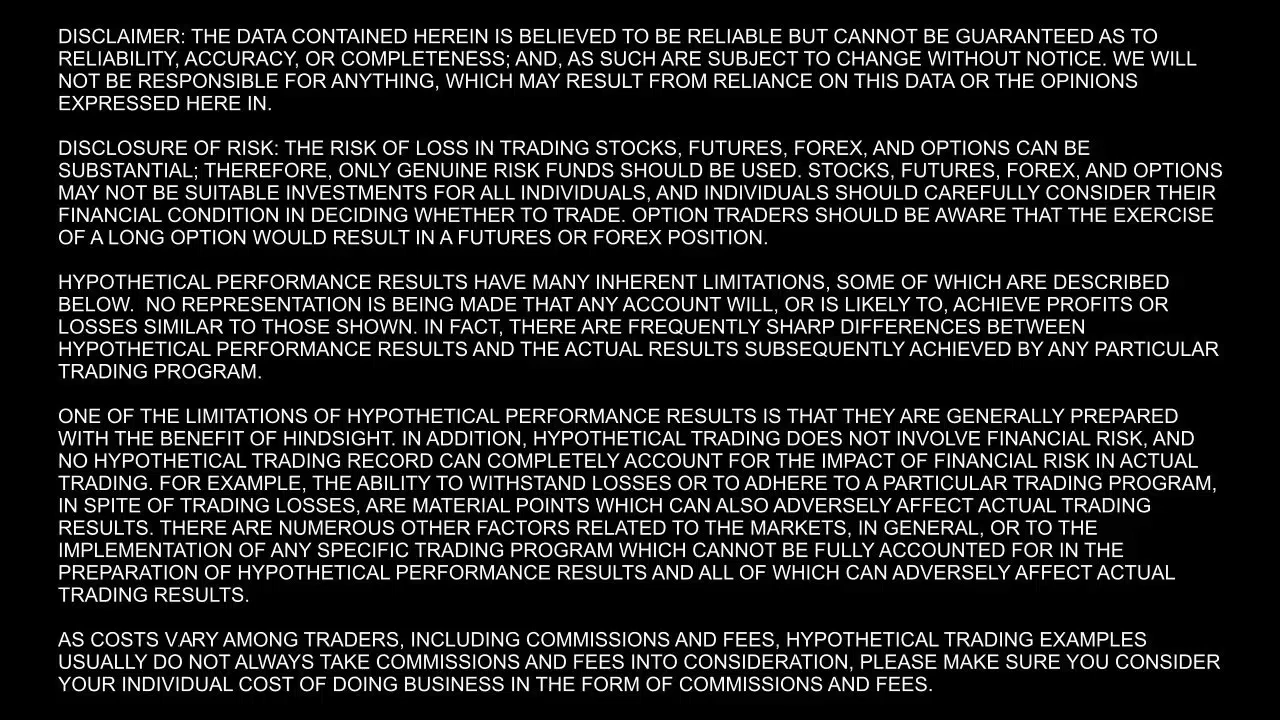 DISCLAIMER: THE DATA CONTAINED HEREIN IS BELIEVED TO BE RELIABLE BUT CANNOT BE GUARANTEED AS TO
RELIABILITY, ACCURACY, OR COMPLETENESS; AND, AS SUCH ARE SUBJECT TO CHANGE WITHOUT NOTICE. WE WILL
NOT BE RESPONSIBLE FOR ANYTHING, WHICH MAY RESULT FROM RELIANCE ON THIS DATA OR THE OPINIONS
EXPRESSED HERE IN.
DISCLOSURE OF RISK: THE RISK OF LOSS IN TRADING STOCKS, FUTURES, FOREX, AND OPTIONS CAN BE
SUBSTANTIAL; THEREFORE, ONLY GENUINE RISK FUNDS SHOULD BE USED. STOCKS, FUTURES, FOREX, AND OPTIONS
MAY NOT BE SUITABLE INVESTMENTS FOR ALL INDIVIDUALS, AND INDIVIDUALS SHOULD CAREFULLY CONSIDER THEIR
FINANCIAL CONDITION IN DECIDING WHETHER TO TRADE. OPTION TRADERS SHOULD BE AWARE THAT THE EXERCISE
OF A LONG OPTION WOULD RESULT IN A FUTURES OR FOREX POSITION.
HYPOTHETICAL PERFORMANCE RESULTS HAVE MANY INHERENT LIMITATIONS, SOME OF WHICH ARE DESCRIBED
BELOW.  NO REPRESENTATION IS BEING MADE THAT ANY ACCOUNT WILL, OR IS LIKELY TO, ACHIEVE PROFITS OR
LOSSES SIMILAR TO THOSE SHOWN. IN FACT, THERE ARE FREQUENTLY SHARP DIFFERENCES BETWEEN
HYPOTHETICAL PERFORMANCE RESULTS AND THE ACTUAL RESULTS SUBSEQUENTLY ACHIEVED BY ANY PARTICULAR
TRADING PROGRAM.
ONE OF THE LIMITATIONS OF HYPOTHETICAL PERFORMANCE RESULTS IS THAT THEY ARE GENERALLY PREPARED
WITH THE BENEFIT OF HINDSIGHT. IN ADDITION, HYPOTHETICAL TRADING DOES NOT INVOLVE FINANCIAL RISK, AND
NO HYPOTHETICAL TRADING RECORD CAN COMPLETELY ACCOUNT FOR THE IMPACT OF FINANCIAL RISK IN ACTUAL
TRADING. FOR EXAMPLE, THE ABILITY TO WITHSTAND LOSSES OR TO ADHERE TO A PARTICULAR TRADING PROGRAM,
IN SPITE OF TRADING LOSSES, ARE MATERIAL POINTS WHICH CAN ALSO ADVERSELY AFFECT ACTUAL TRADING
RESULTS. THERE ARE NUMEROUS OTHER FACTORS RELATED TO THE MARKETS, IN GENERAL, OR TO THE
IMPLEMENTATION OF ANY SPECIFIC TRADING PROGRAM WHICH CANNOT BE FULLY ACCOUNTED FOR IN THE
PREPARATION OF HYPOTHETICAL PERFORMANCE RESULTS AND ALL OF WHICH CAN ADVERSELY AFFECT ACTUAL
TRADING RESULTS.
AS COSTS VARY AMONG TRADERS, INCLUDING COMMISSIONS AND FEES, HYPOTHETICAL TRADING EXAMPLES
USUALLY DO NOT ALWAYS TAKE COMMISSIONS AND FEES INTO CONSIDERATION, PLEASE MAKE SURE YOU CONSIDER
YOUR INDIVIDUAL COST OF DOING BUSINESS IN THE FORM OF COMMISSIONS AND FEES.